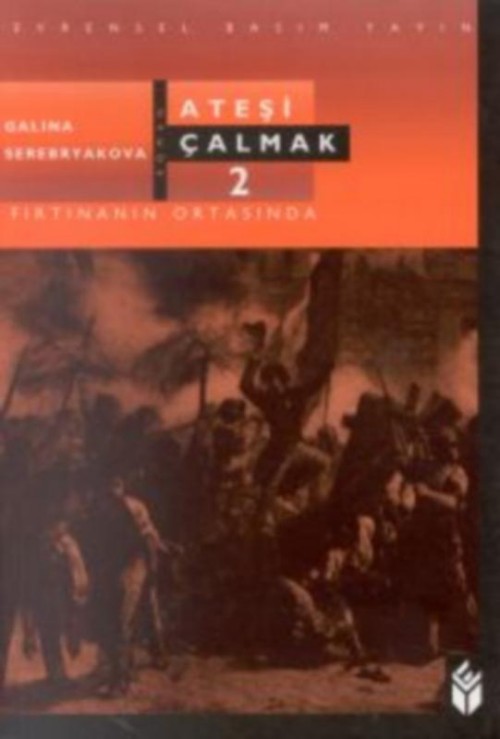 EVRENSEL BASIM YAYIN
GALINA
SEREBRYAKOVA
ATEŞİ
ÇALMAK
2
FIRTINANIN ORTASINDA